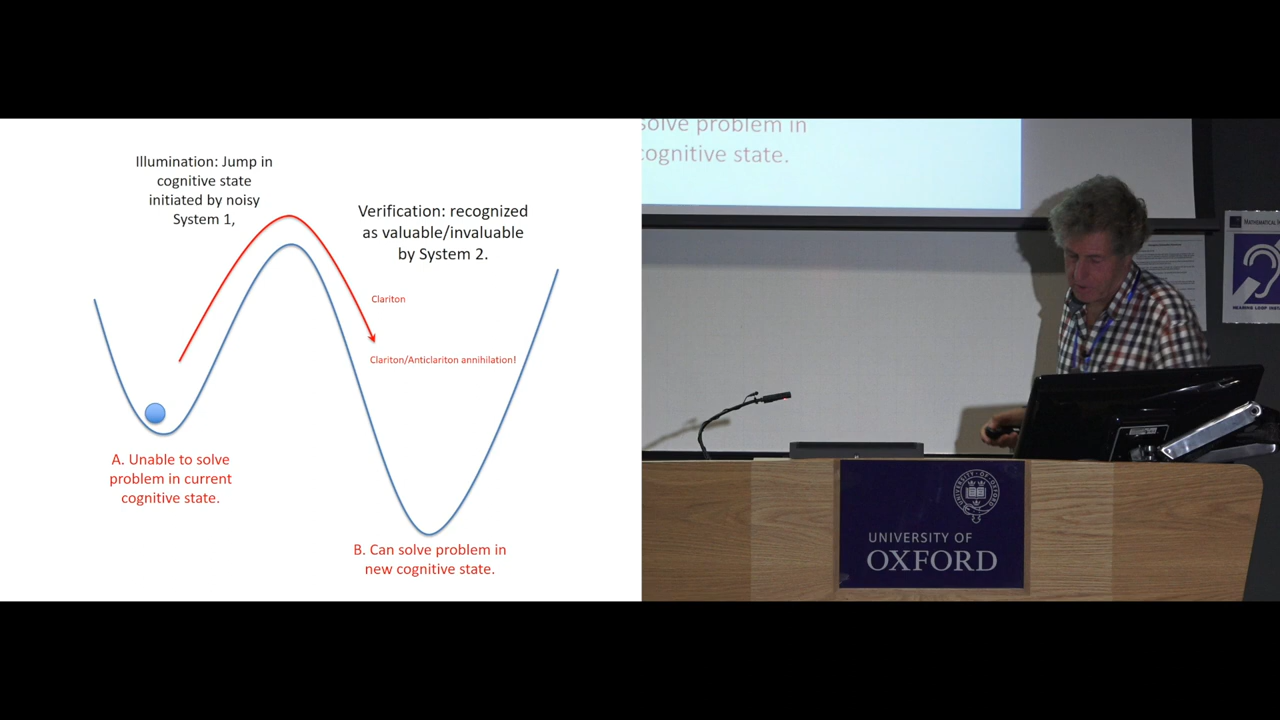 Illumination: Jump in
cognitive state
initiated by noisy
System 1,
Verification: recognized
as valuable/invaluable
by System 2.
Clariton
Clariton/Anticlariton annihilation!
A. Unable to solve
problem in current
cognitive state.
B. Can solve problem in
new cognitive state.
solve problem in
cognitive state.
UNIVERSITY OF
OXFORD